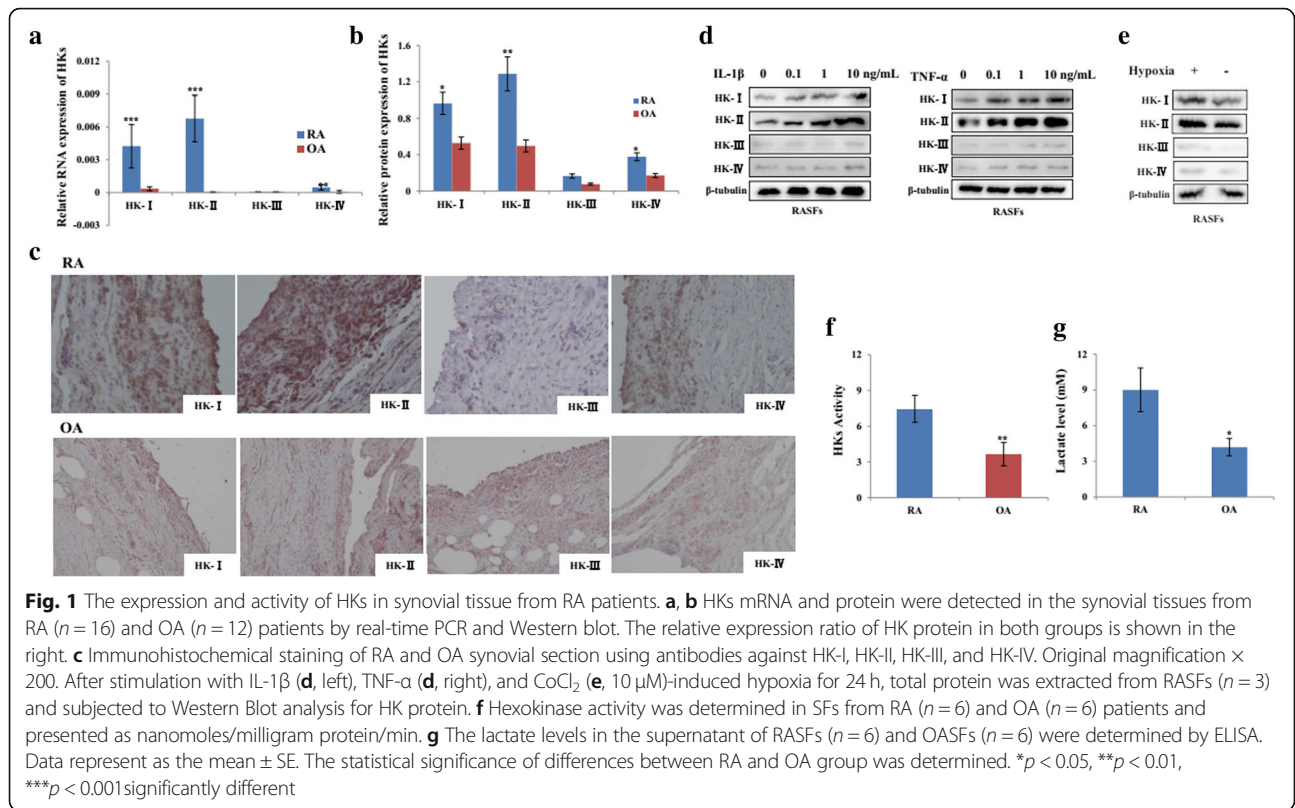 a
Relative RNA expression of HKs
0.012
0.009
0.006
0.003
0
-0.003
***
***
**
RA
OA
HK-Ⅰ
HK-Ⅱ
HK-Ⅲ
HK-Ⅳ
b
Relative protein expression of HKs
1.6
1.2
0.8
0.4
0.0
*
**
*
RA
OA
HK-Ⅰ
HK-Ⅱ
HK-Ⅲ
HK-Ⅳ
d
IL-1β 0 0.1 1 10 ng/mL
HK-Ⅰ
HK-Ⅱ
HK-Ⅲ
HK-Ⅳ
β-tubulin
RASFs
TNF-α 0 0.1 1 10 ng/mL
HK-Ⅰ
HK-Ⅱ
HK-Ⅲ
HK-Ⅳ
β-tubulin
RASFs
e
Hypoxia + -
HK-Ⅰ
HK-Ⅱ
HK-Ⅲ
HK-Ⅳ
β-tubulin
RASFs
c
RA
HK-Ⅰ
HK-Ⅱ
HK-Ⅲ
HK-Ⅳ
OA
HK-Ⅰ
HK-Ⅱ
HK-Ⅲ
HK-Ⅳ
f
HKs Activity
12
9
6
3
0
**
RA
OA
g
Lactate level (mM)
12
9
6
3
0
*
RA
OA
Fig. 1 The expression and activity of HKs in synovial tissue from RA patients. a, b HKs mRNA and protein were detected in the synovial tissues from
RA (n = 16) and OA (n = 12) patients by real-time PCR and Western blot. The relative expression ratio of HK protein in both groups is shown in the
right. c Immunohistochemical staining of RA and OA synovial section using antibodies against HK-I, HK-II, HK-III, and HK-IV. Original magnification ×
200. After stimulation with IL-1β (d, left), TNF-α (d, right), and CoCl₂ (e, 10 μM)-induced hypoxia for 24 h, total protein was extracted from RASFs (n = 3)
and subjected to Western Blot analysis for HK protein. f Hexokinase activity was determined in SFs from RA (n = 6) and OA (n = 6) patients and
presented as nanomoles/milligram protein/min. g The lactate levels in the supernatant of RASFs (n = 6) and OASFs (n = 6) were determined by ELISA.
Data represent as the mean ± SE. The statistical significance of differences between RA and OA group was determined. *p < 0.05, **p < 0.01,
***p < 0.001significantly different